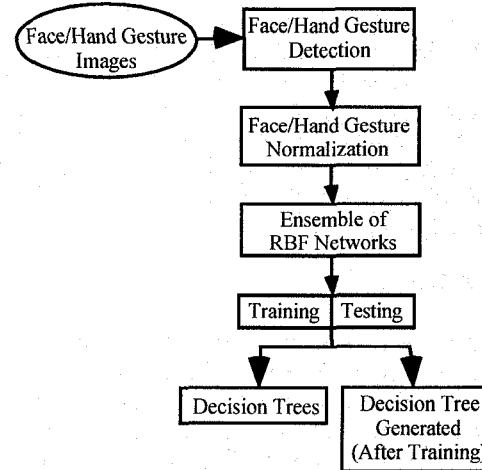 Face/Hand Gesture
Images
Face/Hand Gesture
Detection
Face/Hand Gesture
Normalization
Ensemble of
RBF Networks
Training Testing
Decision Trees
Decision Tree
Generated
(After Training)